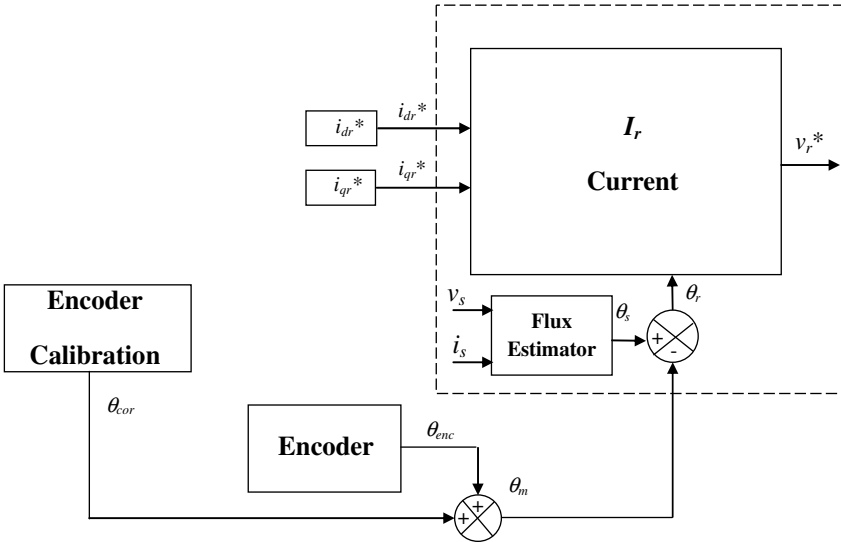 i_dr*
i_dr*
i_qr*
i_qr*
I_r
Current
v_r*
θ_r
v_s
i_s
Flux
Estimator
θ_s
+
-
Encoder
Calibration
θ_cor
Encoder
θ_enc
+
+
θ_m